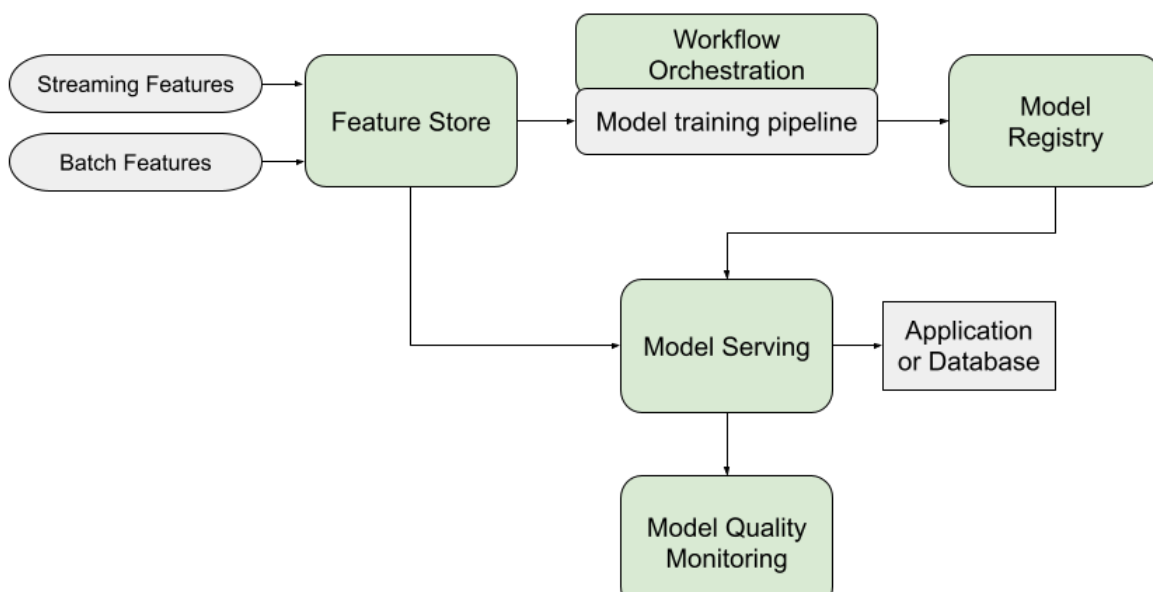 Streaming Features
Batch Features
Feature Store
Workflow
Orchestration
Model training pipeline
Model
Registry
Model Serving
Application
or Database
Model Quality
Monitoring